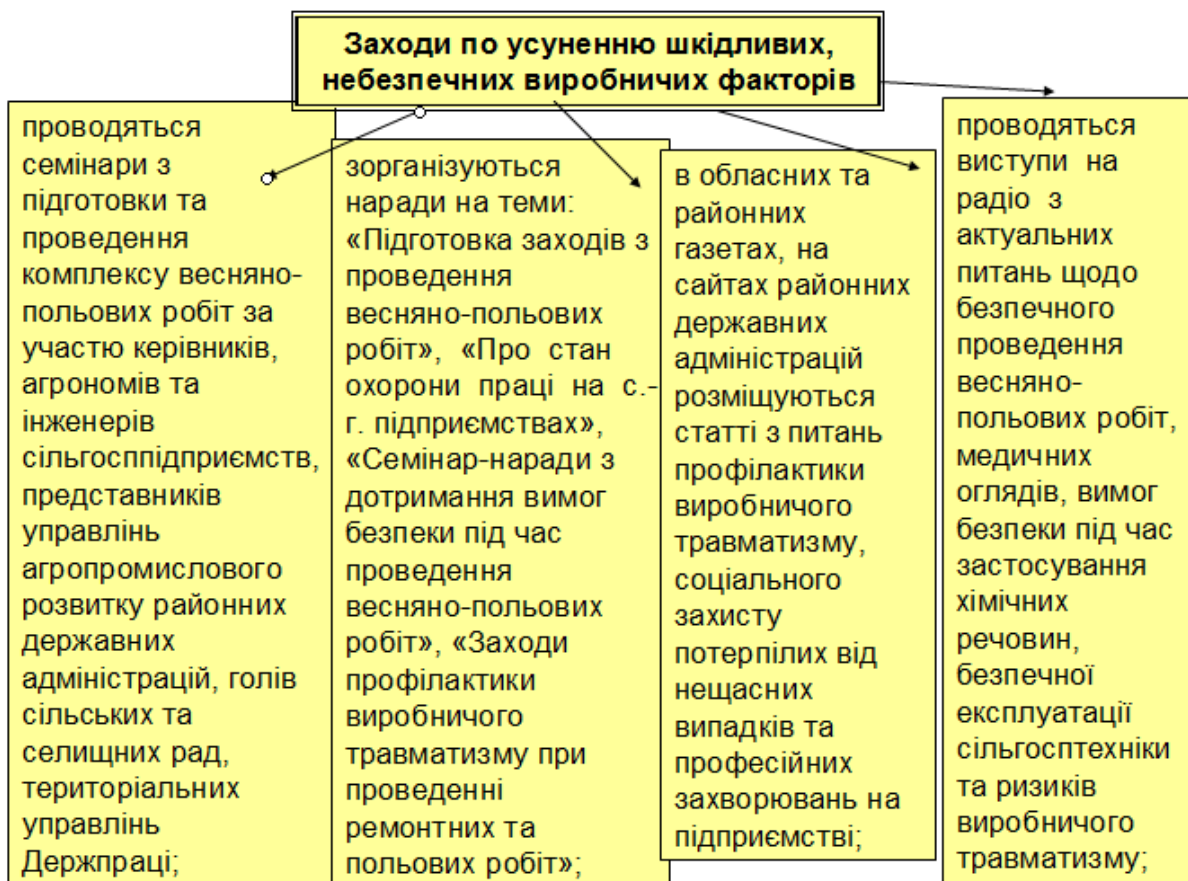 Заходи по усуненню шкідливих,
небезпечних виробничих факторів
проводяться
семінари з
підготовки та
проведення
комплексу весняно-
польових робіт за
участю керівників,
агрономів та
інженерів
сільгосппідприємств,
представників
управлінь
агропромислового
розвитку районних
державних
адміністрацій, голів
сільських та
селищних рад,
територіальних
управлінь
Держпраці;
зорганізуються
наради на теми:
«Підготовка заходів з
проведення
весняно-польових
робіт», «Про стан
охорони праці на с.-
г. підприємствах»,
«Семінар-наради з
дотримання вимог
безпеки під час
проведення
весняно-польових
робіт», «Заходи
профілактики
виробничого
травматизму при
проведенні
ремонтних та
польових робіт»;
в обласних та
районних
газетах, на
сайтах районних
державних
адміністрацій
розміщуються
статті з питань
профілактики
виробничого
травматизму,
соціального
захисту
потерпілих від
нещасних
випадків та
професійних
захворювань на
підприємстві;
проводяться
виступи на
радіо з
актуальних
питань щодо
безпечного
проведення
весняно-
польових робіт,
медичних
оглядів, вимог
безпеки під час
застосування
хімічних
речовин,
безпечної
експлуатації
сільгосптехніки
та ризиків
виробничого
травматизму;